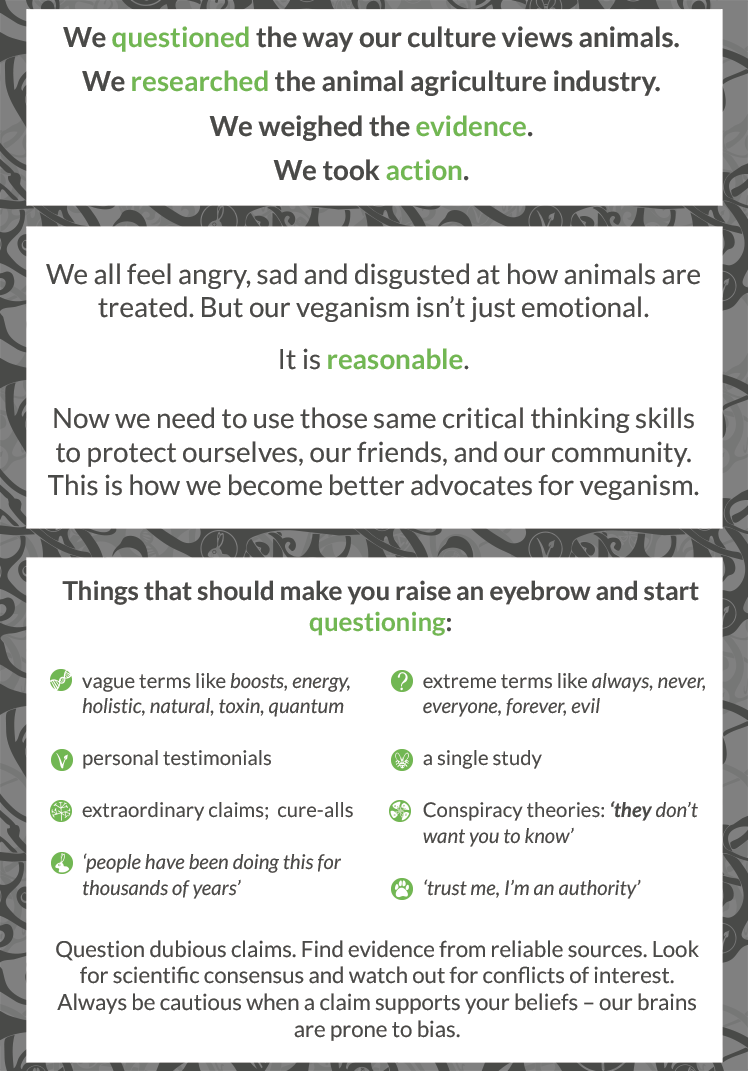 We questioned the way our culture views animals.
We researched the animal agriculture industry.
We weighed the evidence.
We took action.
We all feel angry, sad and disgusted at how animals are
treated. But our veganism isn’t just emotional.
It is reasonable.
Now we need to use those same critical thinking skills
to protect ourselves, our friends, and our community.
This is how we become better advocates for veganism.
Things that should make you raise an eyebrow and start
questioning:
vague terms like boosts, energy,
holistic, natural, toxin, quantum
personal testimonials
extraordinary claims;  cure-alls
‘people have been doing this for
thousands of years’
extreme terms like always, never,
everyone, forever, evil
a single study
Conspiracy theories: ‘they don’t
want you to know’
‘trust me, I’m an authority’
Question dubious claims. Find evidence from reliable sources. Look
for scientific consensus and watch out for conflicts of interest.
Always be cautious when a claim supports your beliefs – our brains
are prone to bias.